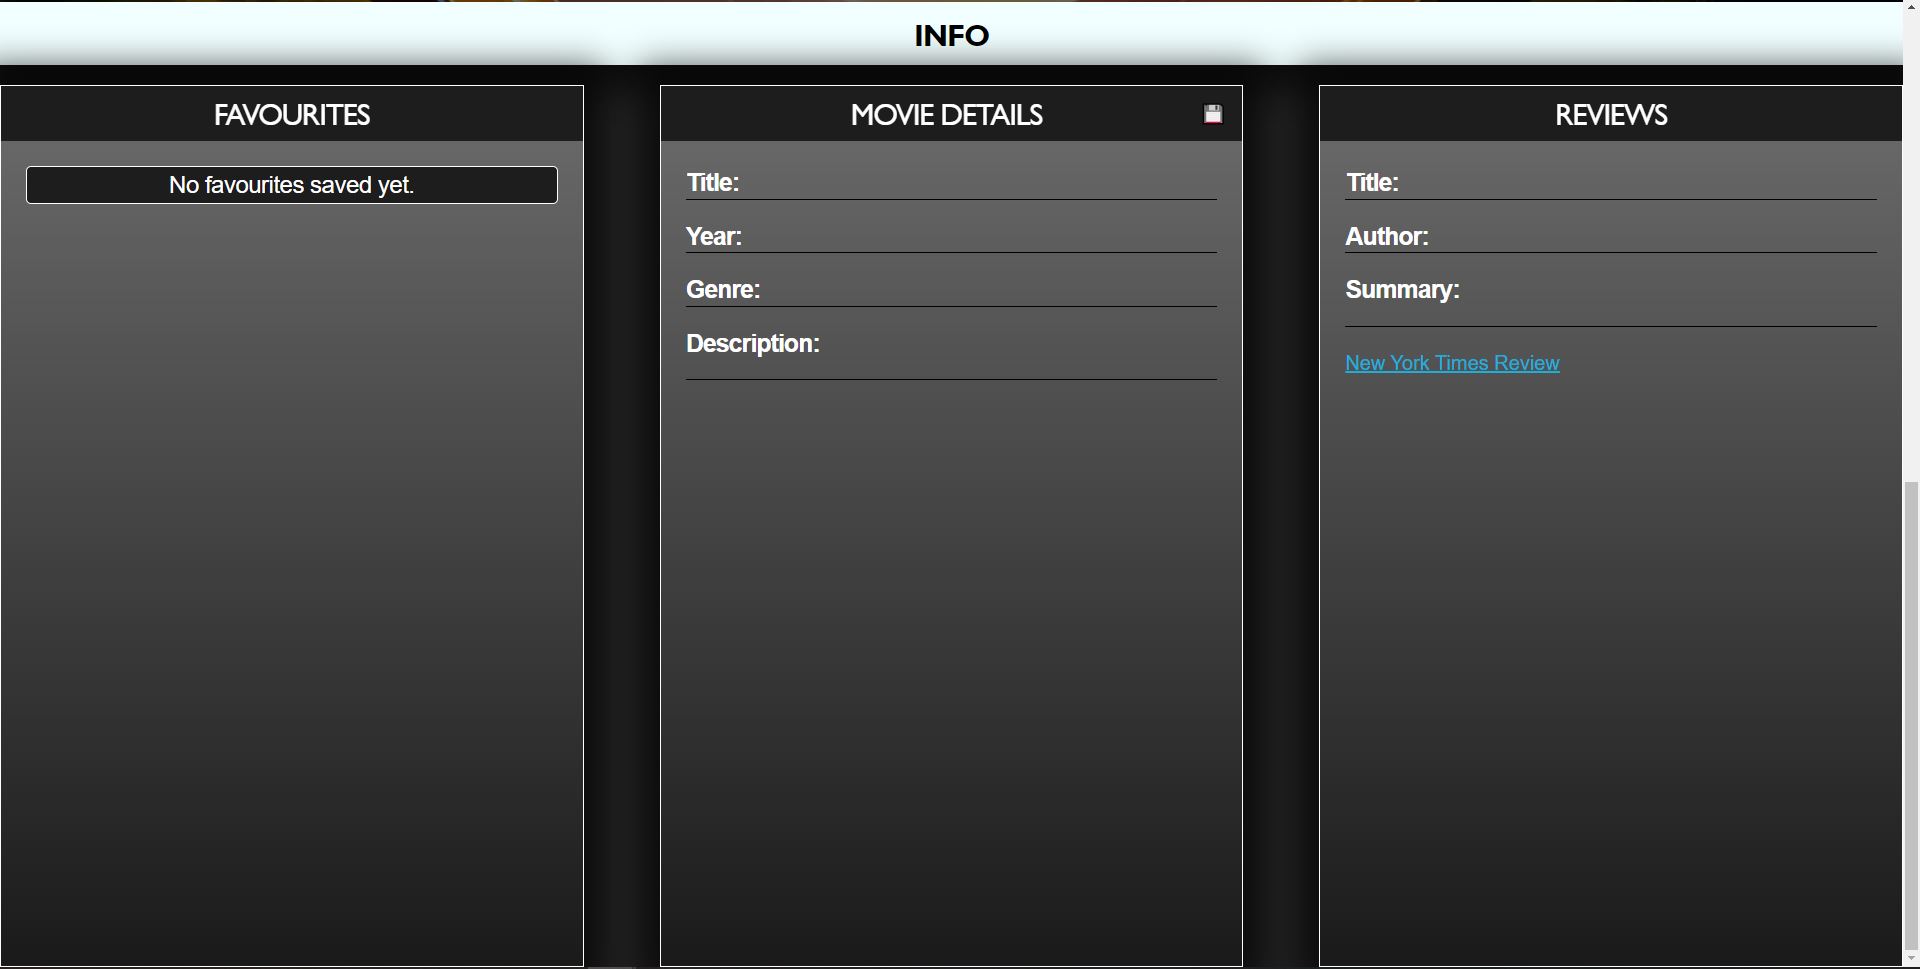 INFO
FAVOURITES
No favourites saved yet.
MOVIE DETAILS
Title:
Year:
Genre:
Description:
REVIEWS
Title:
Author:
Summary:
New York Times Review